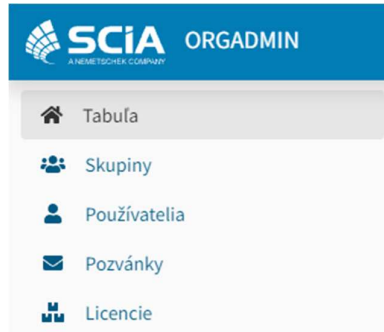 SCIA ORGADMIN
A NEMETSCHEK COMPANY
Tabuľa
Skupiny
Používatelia
Pozvánky
Licencie